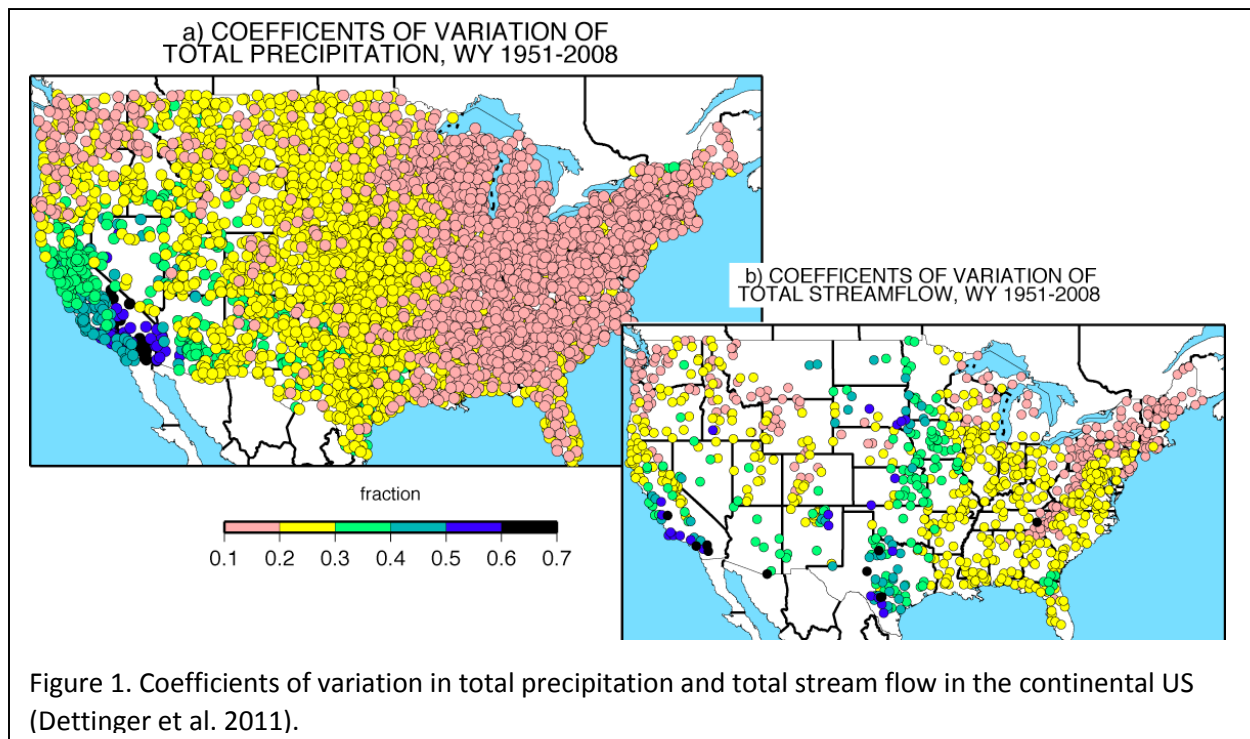 a) COEFFICENTS OF VARIATION OF
TOTAL PRECIPITATION, WY 1951-2008
b) COEFFICENTS OF VARIATION OF
TOTAL STREAMFLOW, WY 1951-2008
fraction
0.1 0.2 0.3 0.4 0.5 0.6 0.7
Figure 1. Coefficients of variation in total precipitation and total stream flow in the continental US
(Dettinger et al. 2011).